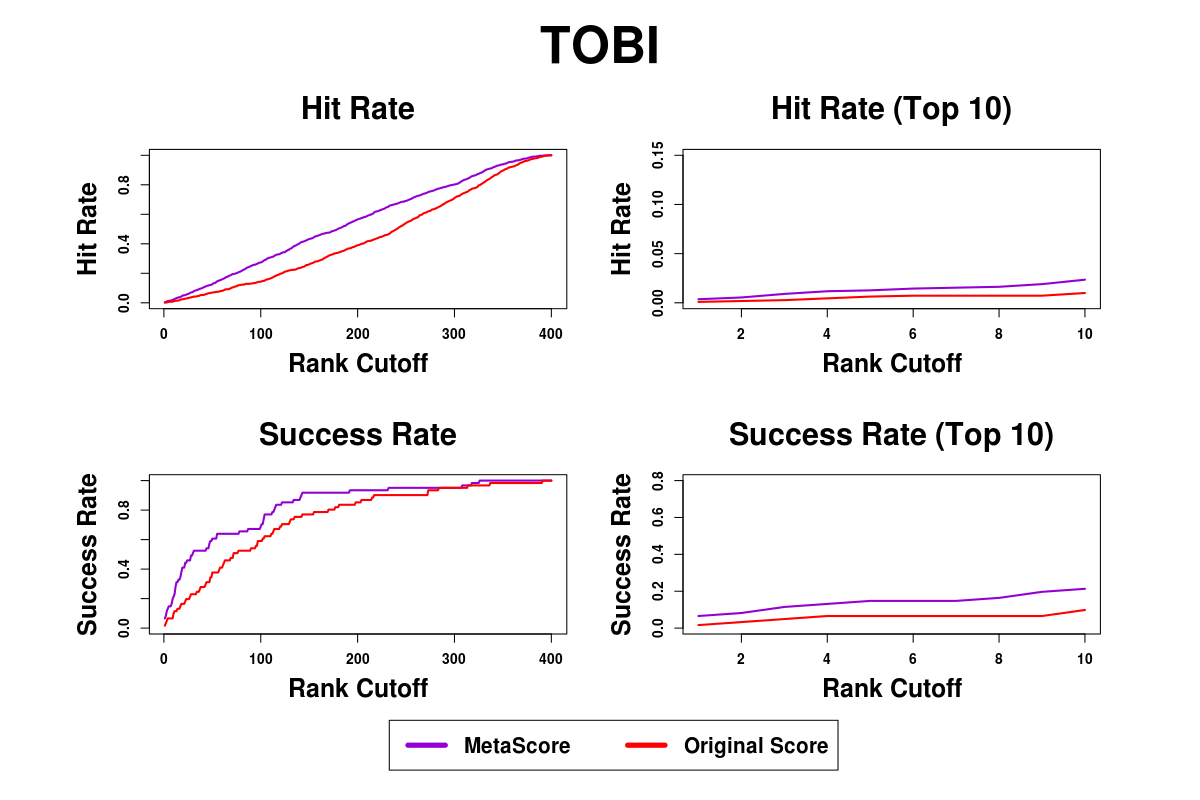 TOBI
Hit Rate
Hit Rate
0.0 0.4 0.8
0 100 200 300 400
Rank Cutoff
Hit Rate (Top 10)
Hit Rate
0.00 0.05 0.10 0.15
2 4 6 8 10
Rank Cutoff
Success Rate
Success Rate
0.0 0.4 0.8
0 100 200 300 400
Rank Cutoff
Success Rate (Top 10)
Success Rate
0.0 0.2 0.4 0.6 0.8
2 4 6 8 10
Rank Cutoff
MetaScore Original Score